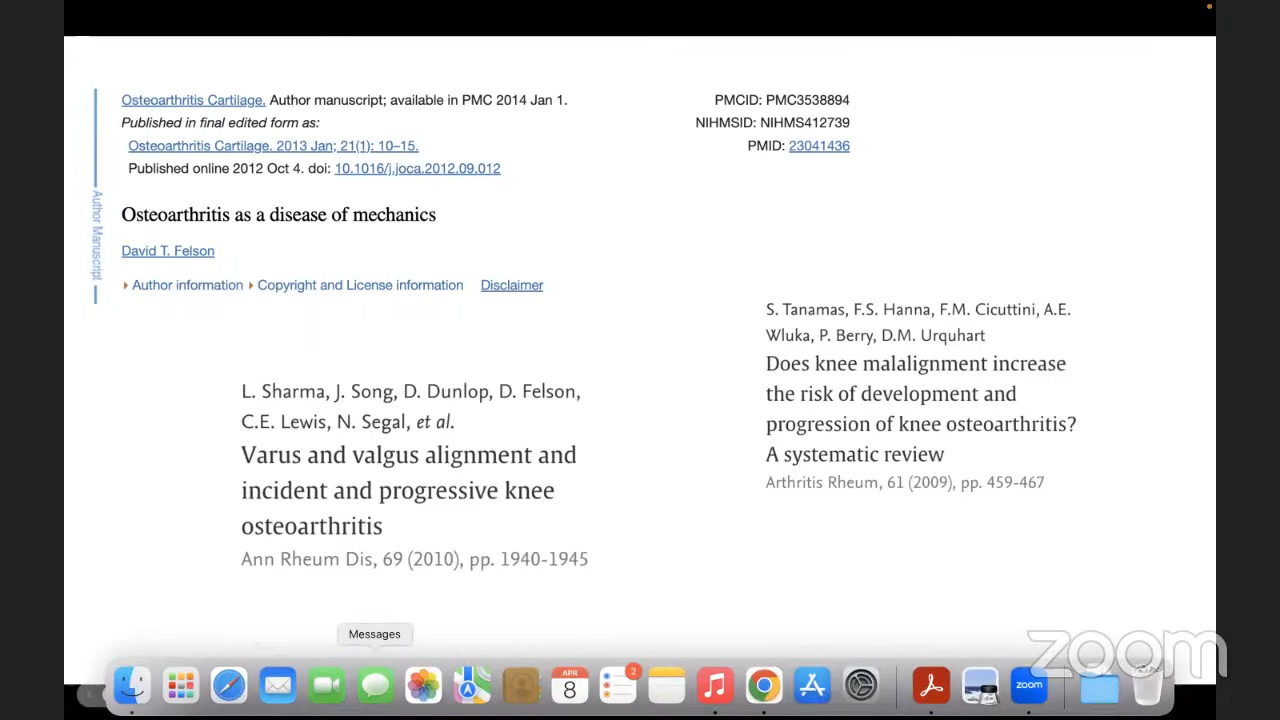 Osteoarthritis Cartilage. Author manuscript; available in PMC 2014 Jan 1.
Published in final edited form as:
Osteoarthritis Cartilage. 2013 Jan; 21(1): 10–15.
Published online 2012 Oct 4. doi: 10.1016/j.joca.2012.09.012
PMCID: PMC3538894
NIHMSID: NIHMS412739
PMID: 23041436
Author Manuscript
Osteoarthritis as a disease of mechanics
David T. Felson
Author information Copyright and License information Disclaimer
S. Tanamas, F.S. Hanna, F.M. Cicuttini, A.E.
Wluka, P. Berry, D.M. Urquhart
Does knee malalignment increase
the risk of development and
progression of knee osteoarthritis?
A systematic review
Arthritis Rheum, 61 (2009), pp. 459-467
L. Sharma, J. Song, D. Dunlop, D. Felson,
C.E. Lewis, N. Segal, et al.
Varus and valgus alignment and
incident and progressive knee
osteoarthritis
Ann Rheum Dis, 69 (2010), pp. 1940-1945
Messages
APR
8
2
zoom
zoom